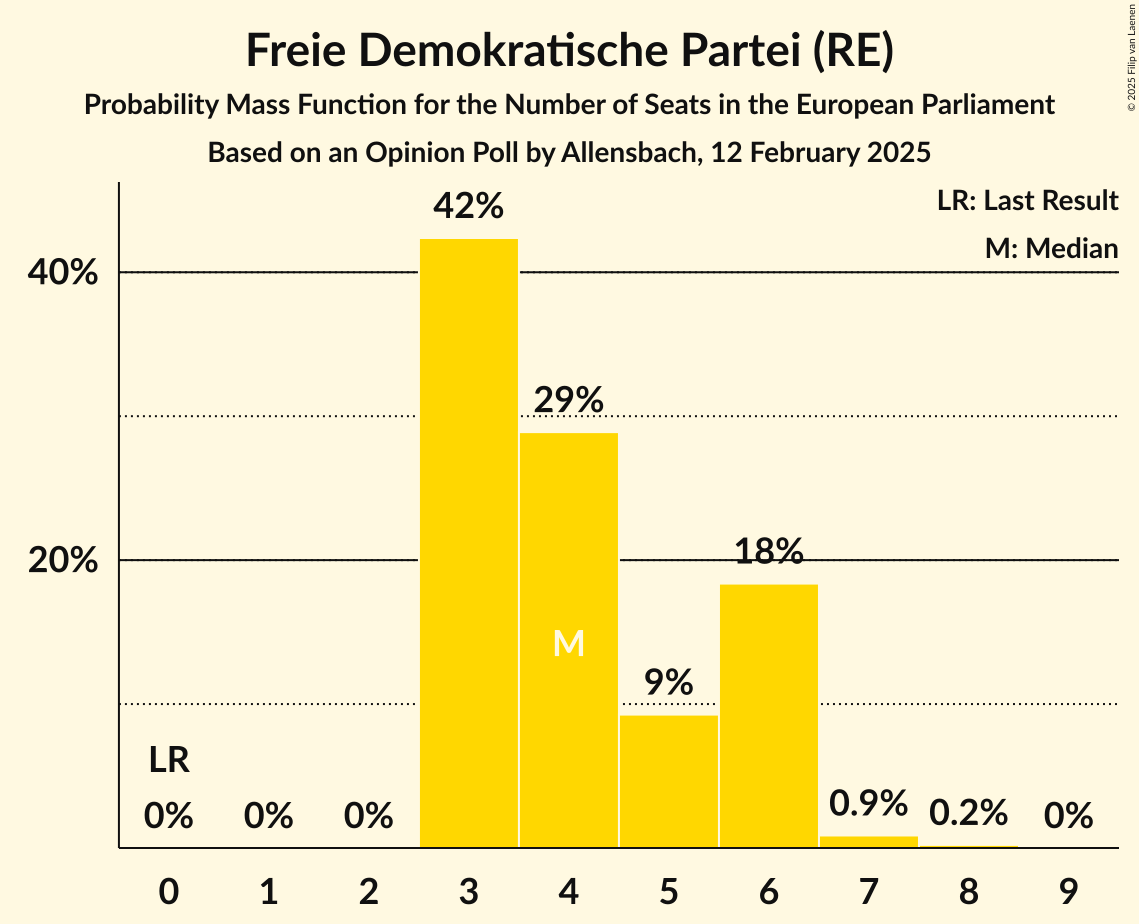 Freie Demokratische Partei (RE)
Probability Mass Function for the Number of Seats in the European Parliament
Based on an Opinion Poll by Allensbach, 12 February 2025
© 2025 Filip van Laenen
LR: Last Result
M: Median
42%
40%
29%
20%
18%
M
9%
LR
0% 0% 0% 0.9% 0.2% 0%
0 1 2 3 4 5 6 7 8 9